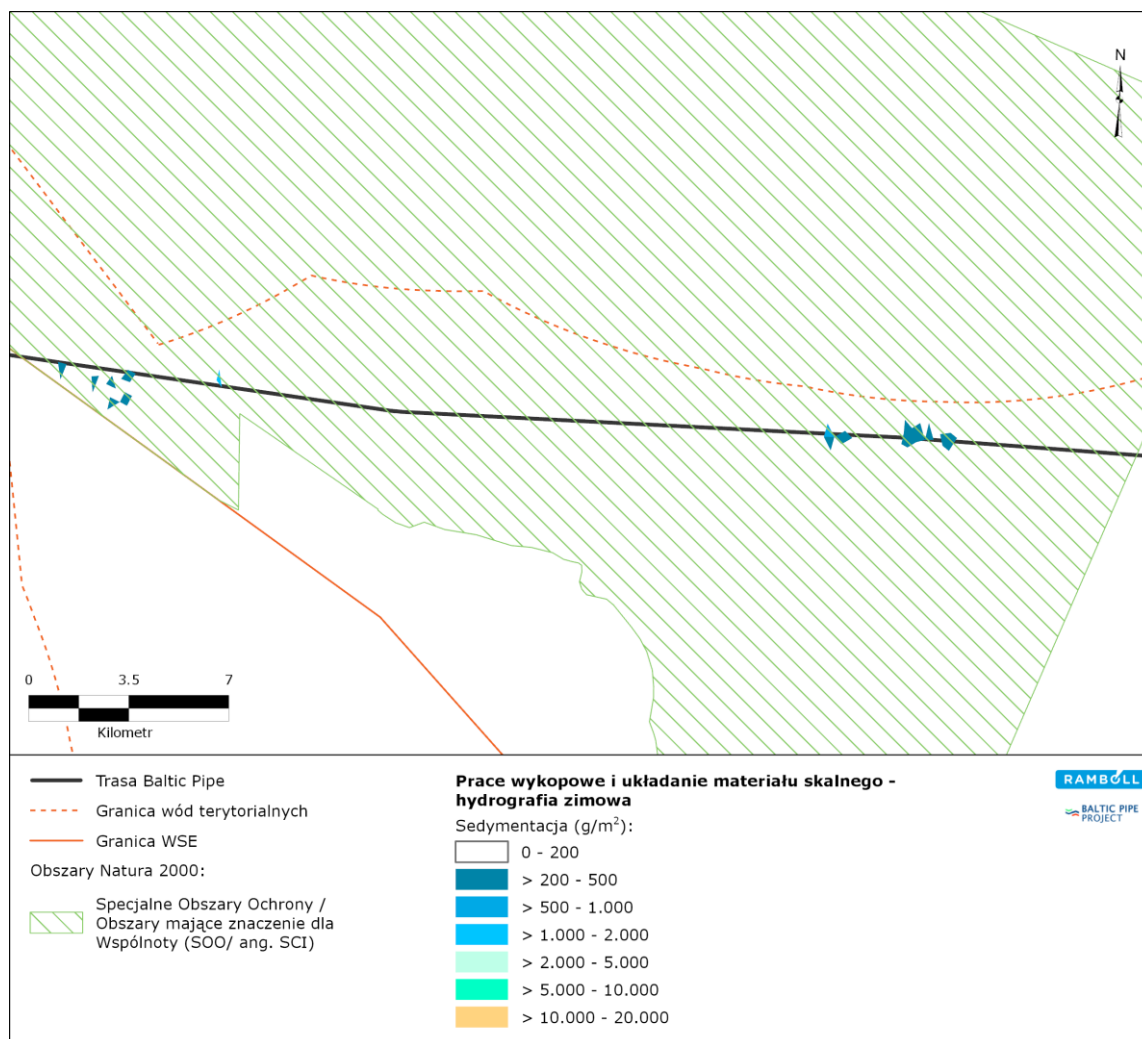 N
0 3.5 7
Kilometr
Trasa Baltic Pipe
Granica wód terytorialnych
Granica WSE
Obszary Natura 2000:
Specjalne Obszary Ochrony /
Obszary mające znaczenie dla
Wspólnoty (SOO/ ang. SCI)
Prace wykopowe i układanie materiału skalnego -
hydrografia zimowa
Sedymentacja (g/m²):
0 - 200
> 200 - 500
> 500 - 1.000
> 1.000 - 2.000
> 2.000 - 5.000
> 5.000 - 10.000
> 10.000 - 20.000
RAMBOLL
BALTIC PIPE
PROJECT